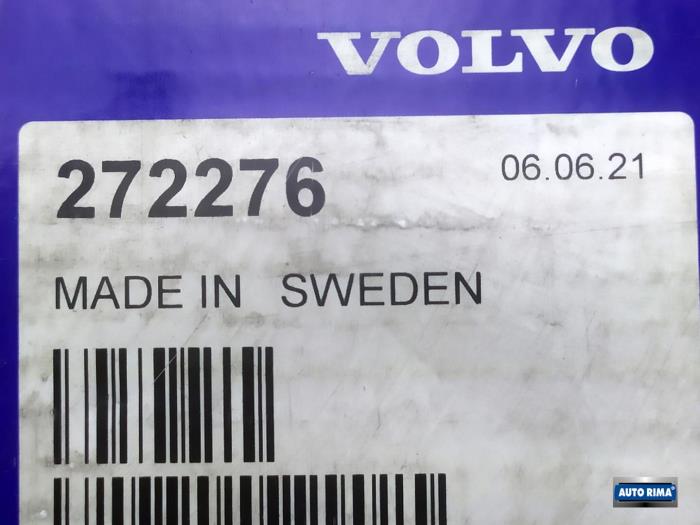 VOLVO
272276
06.06.21
MADE IN SWEDEN
AUTO RIMA